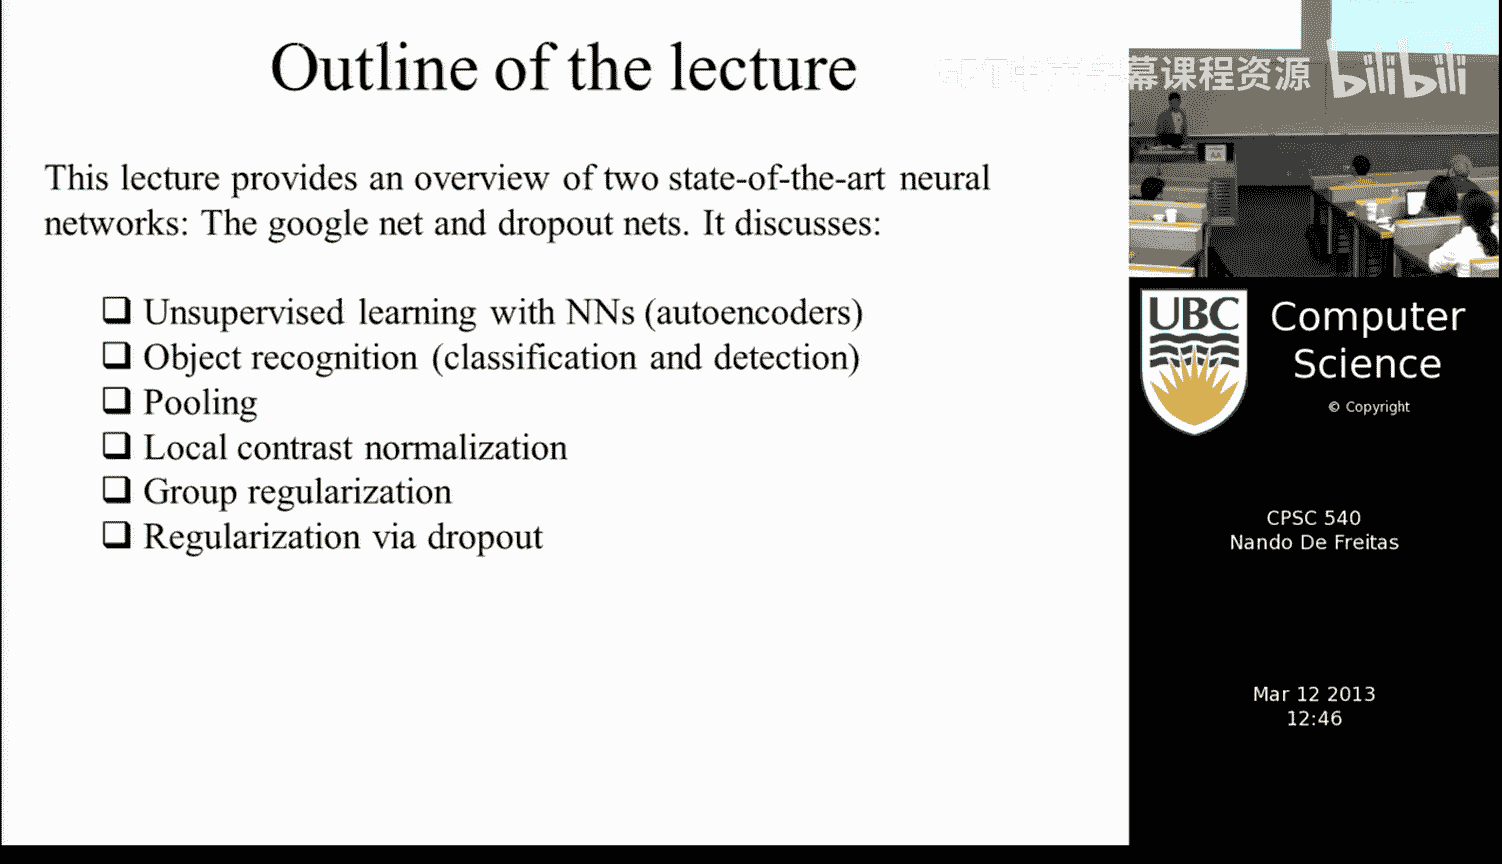 Outline of the lecture
This lecture provides an overview of two state-of-the-art neural
networks: The google net and dropout nets. It discusses:
Unsupervised learning with NNs (autoencoders)
Object recognition (classification and detection)
Pooling
Local contrast normalization
Group regularization
Regularization via dropout
幕课程资源 bilibili
UBC
Computer
Science
© Copyright
CPSC 540
Nando De Freitas
Mar 12 2013
12:46